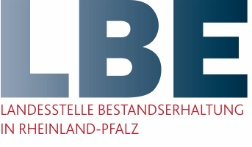 LBE
LANDESSTELLE BESTANDSERHALTUNG
IN RHEINLAND-PFALZ